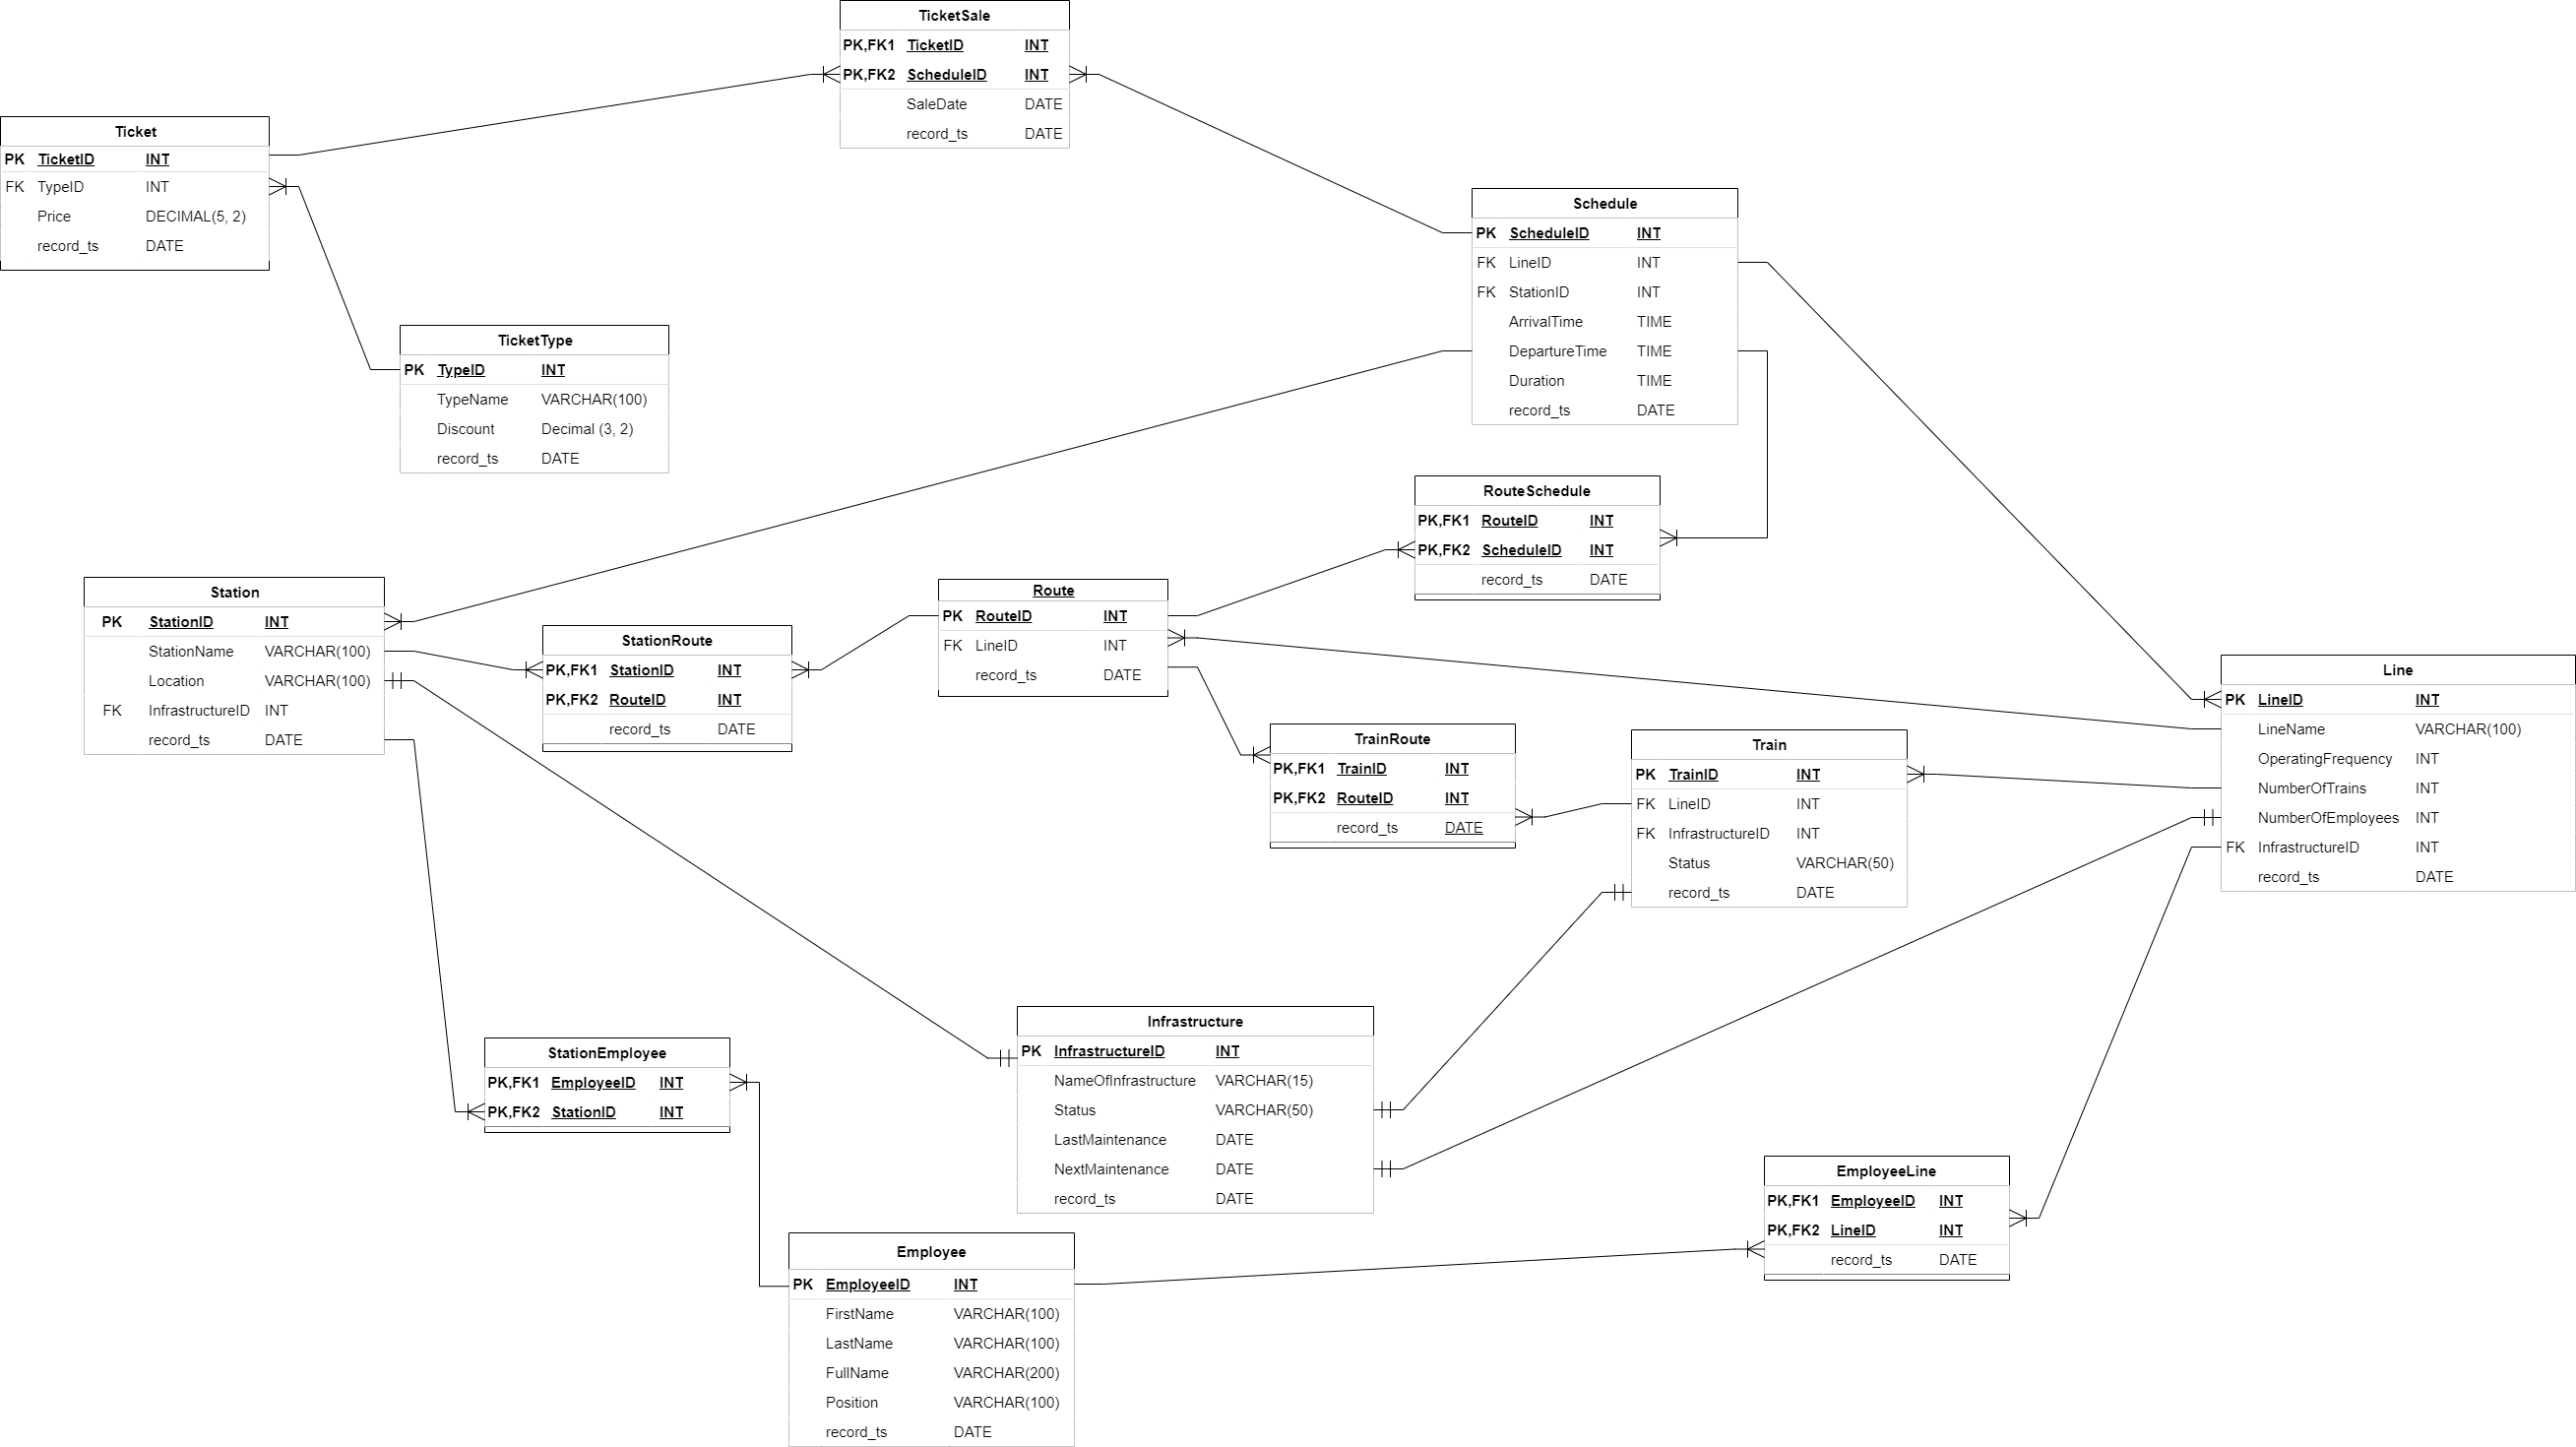 TicketSale
PK,FK1 TicketID INT
PK,FK2 ScheduleID INT
SaleDate DATE
record_ts DATE
Ticket
PK TicketID INT
FK TypeID INT
Price DECIMAL(5, 2)
record_ts DATE
Schedule
PK ScheduleID INT
FK LineID INT
FK StationID INT
ArrivalTime TIME
DepartureTime TIME
Duration TIME
record_ts DATE
TicketType
PK TypeID INT
TypeName VARCHAR(100)
Discount Decimal (3, 2)
record_ts DATE
RouteSchedule
PK,FK1 RouteID INT
PK,FK2 ScheduleID INT
record_ts DATE
Station
PK StationID INT
StationName VARCHAR(100)
Location VARCHAR(100)
FK InfrastructureID INT
record_ts DATE
StationRoute
PK,FK1 StationID INT
PK,FK2 RouteID INT
record_ts DATE
Route
PK RouteID INT
FK LineID INT
record_ts DATE
TrainRoute
PK,FK1 TrainID INT
PK,FK2 RouteID INT
record_ts DATE
Train
PK TrainID INT
FK LineID INT
FK InfrastructureID INT
Status VARCHAR(50)
record_ts DATE
Line
PK LineID INT
LineName VARCHAR(100)
OperatingFrequency INT
NumberOfTrains INT
NumberOfEmployees INT
FK InfrastructureID INT
record_ts DATE
StationEmployee
PK,FK1 EmployeeID INT
PK,FK2 StationID INT
Infrastructure
PK InfrastructureID INT
NameOfInfrastructure VARCHAR(15)
Status VARCHAR(50)
LastMaintenance DATE
NextMaintenance DATE
record_ts DATE
EmployeeLine
PK,FK1 EmployeeID INT
PK,FK2 LineID INT
record_ts DATE
Employee
PK EmployeeID INT
FirstName VARCHAR(100)
LastName VARCHAR(100)
FullName VARCHAR(200)
Position VARCHAR(100)
record_ts DATE